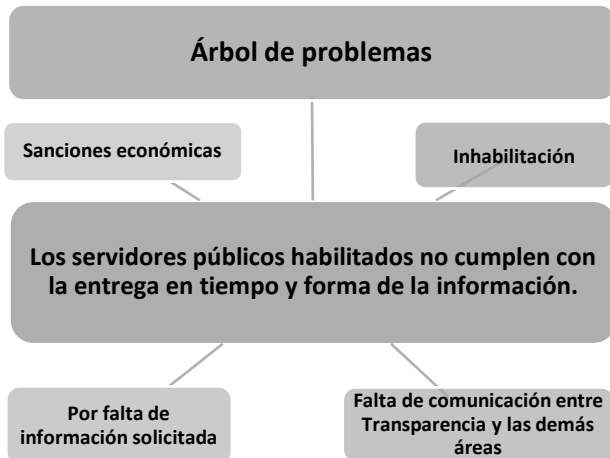 Árbol de problemas
Sanciones económicas
Inhabilitación
Los servidores públicos habilitados no cumplen con
la entrega en tiempo y forma de la información.
Por falta de
información solicitada
Falta de comunicación entre
Transparencia y las demás
áreas